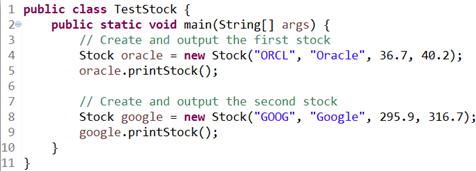 1 public class TestStock {
2 public static void main(String[] args) {
3 // Create and output the first stock
4 Stock oracle = new Stock("ORCL", "Oracle", 36.7, 40.2);
5 oracle.printStock();
6
7 // Create and output the second stock
8 Stock google = new Stock("GOOG", "Google", 295.9, 316.7);
9 google.printStock();
10 }
11 }